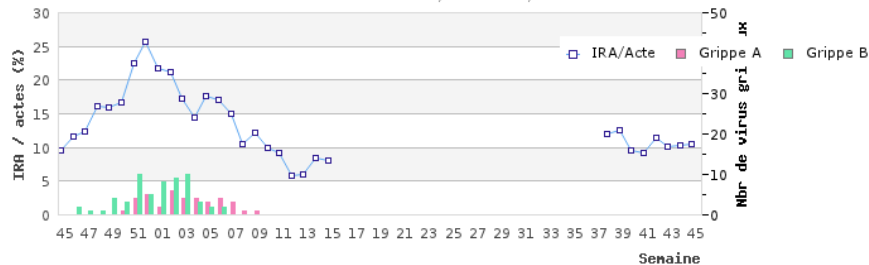 30
25
20
15
10
5
0
IRA / actes (%)
50
30
20
10
0
Nbr de virus gri ux
IRA/Acte Grippe A Grippe B
45 47 49 51 01 03 05 07 09 11 13 15 17 19 21 23 25 27 29 31 33 35 37 39 41 43 45
Semaine